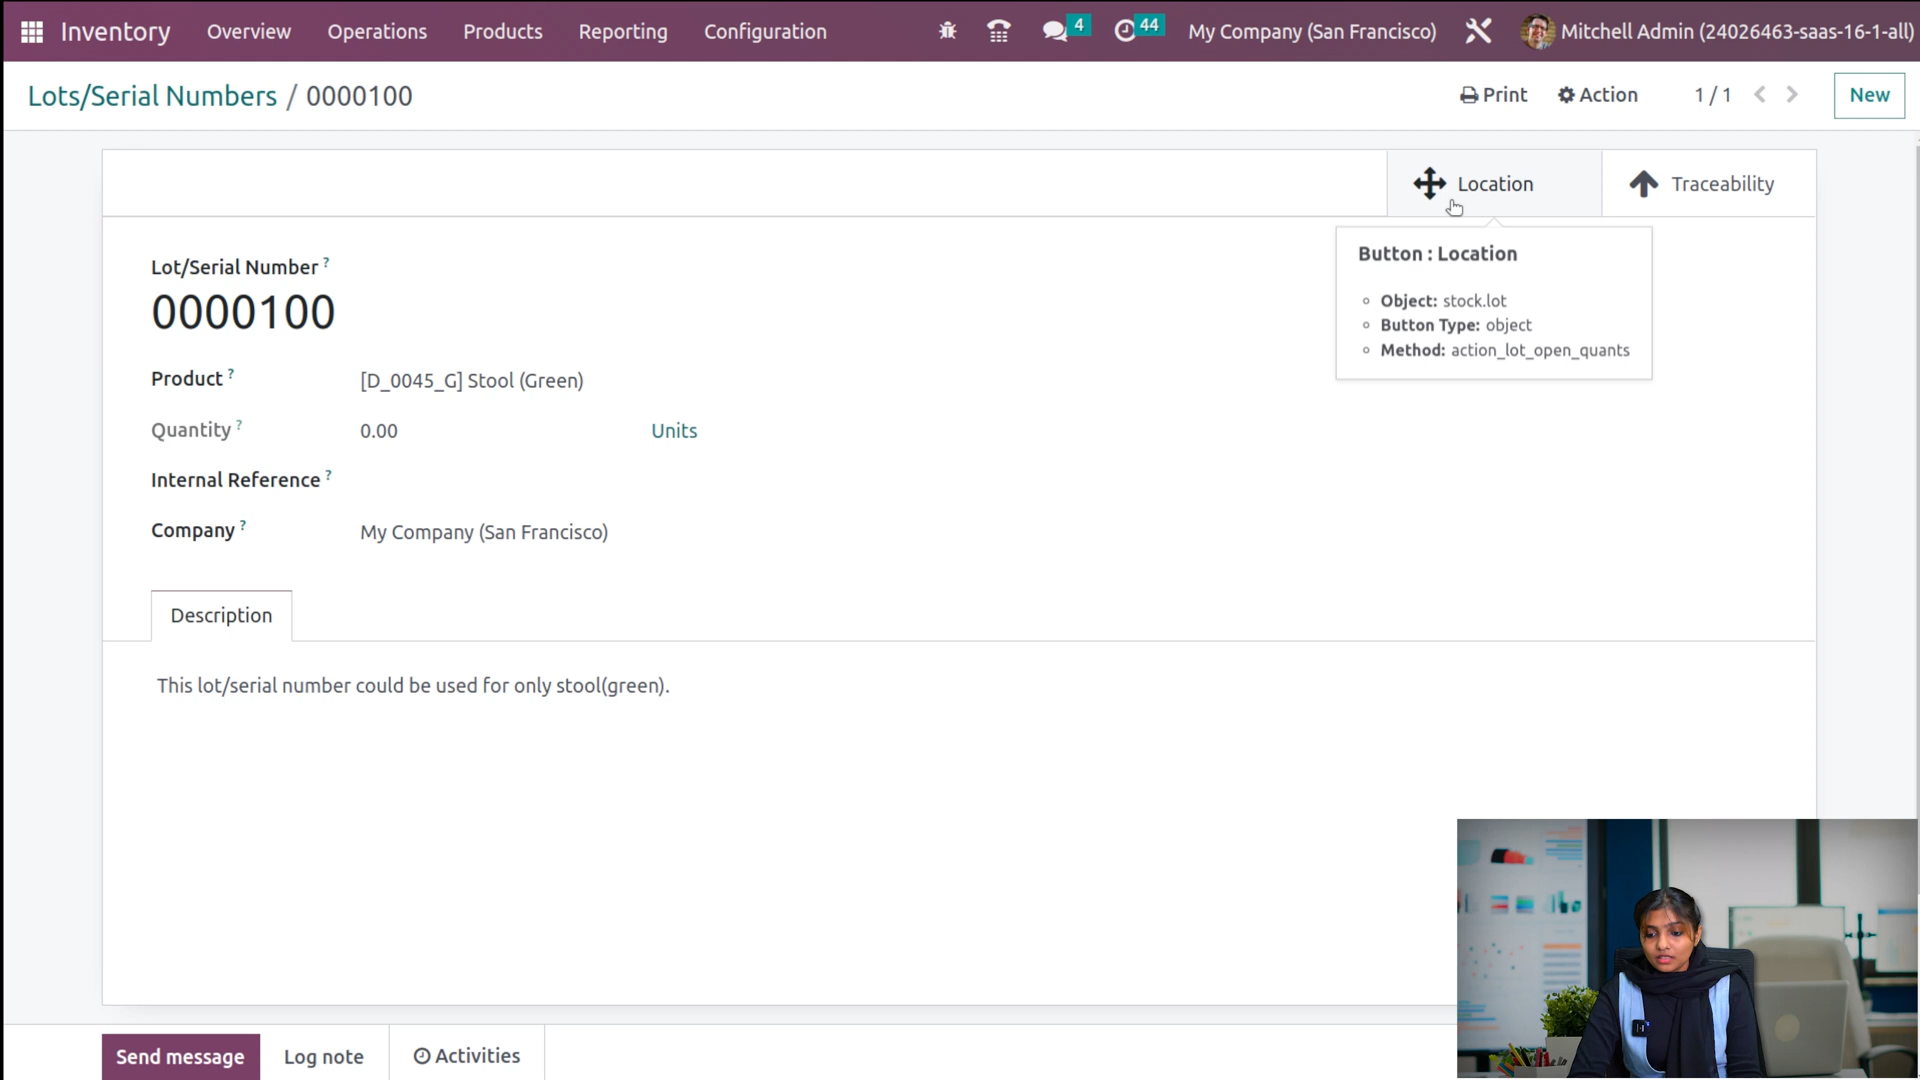 Inventory Overview Operations Products Reporting Configuration 4 44 My Company (San Francisco) Mitchell Admin (24026463-saas-16-1-all)
Lots/Serial Numbers / 0000100 Print Action 1 / 1 New
Location Traceability
Button : Location
Object: stock.lot
Button Type: object
Method: action_lot_open_quants
Lot/Serial Number ?
0000100
Product ? [D_0045_G] Stool (Green)
Quantity ? 0.00 Units
Internal Reference ?
Company ? My Company (San Francisco)
Description
This lot/serial number could be used for only stool(green).
Send message Log note Activities